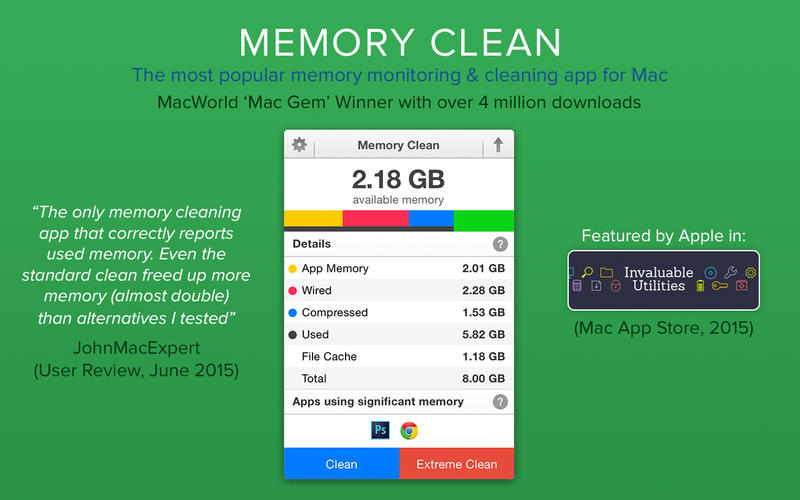 MEMORY CLEAN
The most popular memory monitoring & cleaning app for Mac
MacWorld ‘Mac Gem’ Winner with over 4 million downloads
“The only memory cleaning
app that correctly reports
used memory. Even the
standard clean freed up more
memory (almost double)
than alternatives I tested”
JohnMacExpert
(User Review, June 2015)
Memory Clean
2.18 GB
available memory
Details ?
App Memory 2.01 GB
Wired 2.28 GB
Compressed 1.53 GB
Used 5.82 GB
File Cache 1.18 GB
Total 8.00 GB
Apps using significant memory ?
Ps
Clean Extreme Clean
Featured by Apple in:
Invaluable
Utilities
(Mac App Store, 2015)